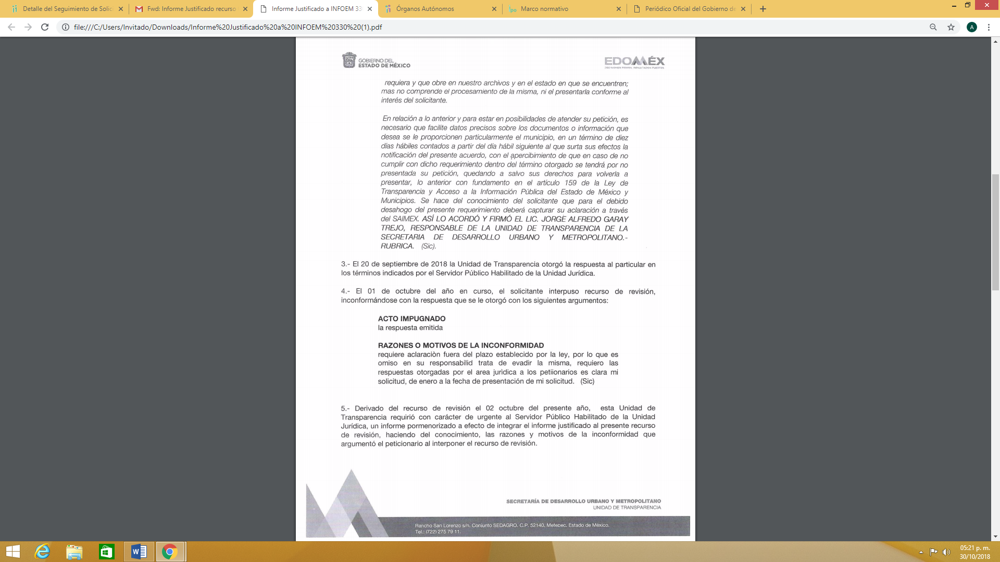 Detalle del Seguimiento de Solici
Fwd: Informe Justificado recurso
Informe Justificado a INFOEM 33
Órganos Autónomos
Marco normativo
Periódico Oficial del Gobierno de
file:///C:/Users/Invitado/Downloads/Informe%20Justificado%20a%20INFOEM%20330%20(1).pdf
A
GOBIERNO DEL
ESTADO DE MÉXICO
EDOMÉX
DECISIONES FIRMES, RESULTADOS FUERTES
requiera y que obre en nuestro archivos y en el estado en que se encuentren;
mas no comprende el procesamiento de la misma, ni el presentarla conforme al
interés del solicitante.
En relación a lo anterior y para estar en posibilidades de atender su petición, es
necesario que facilite datos precisos sobre los documentos o información que
desea se le proporcionen particularmente el municipio, en un término de diez
días hábiles contados a partir del día hábil siguiente al que surta sus efectos la
notificación del presente acuerdo, con el apercibimiento de que en caso de no
cumplir con dicho requerimiento dentro del término otorgado se tendrá por no
presentada su petición, quedando a salvo sus derechos para volverla a
presentar, lo anterior con fundamento en el artículo 159 de la Ley de
Transparencia y Acceso a la Información Pública del Estado de México y
Municipios. Se hace del conocimiento del solicitante que para el debido
desahogo del presente requerimiento deberá capturar su aclaración a través
del SAIMEX. ASÍ LO ACORDÓ Y FIRMÓ EL LIC. JORGE ALFREDO GARAY
TREJO, RESPONSABLE DE LA UNIDAD DE TRANSPARENCIA DE LA
SECRETARIA DE DESARROLLO URBANO Y METROPOLITANO.-
RUBRICA. (Sic).
3.- El 20 de septiembre de 2018 la Unidad de Transparencia otorgó la respuesta al particular en
los términos indicados por el Servidor Público Habilitado de la Unidad Jurídica.
4.- El 01 de octubre del año en curso, el solicitante interpuso recurso de revisión,
inconformándose con la respuesta que se le otorgó con los siguientes argumentos:
ACTO IMPUGNADO
la respuesta emitida
RAZONES O MOTIVOS DE LA INCONFORMIDAD
requiere aclaraciòn fuera del plazo establecido por la ley, por lo que es
omiso en su responsabilid trata de evadir la misma, requiero las
respuestas otorgadas por el area jurìdica a los petiionarios es clara mi
solicitud, de enero a la fecha de presentación de mi solicitud. (Sic)
5.- Derivado del recurso de revisión el 02 octubre del presente año, esta Unidad de
Transparencia requirió con carácter de urgente al Servidor Público Habilitado de la Unidad
Jurídica, un informe pormenorizado a efecto de integrar el informe justificado al presente recurso
de revisión, haciendo del conocimiento, las razones y motivos de la inconformidad que
argumentó el peticionario al interponer el recurso de revisión.
SECRETARÍA DE DESARROLLO URBANO Y METROPOLITANO
UNIDAD DE TRANSPARENCIA
Rancho San Lorenzo s/n, Conjunto SEDAGRO, C.P. 52140, Metepec, Estado de México.
Tel.: (722) 275 79 11.
05:21 p. m.
30/10/2018